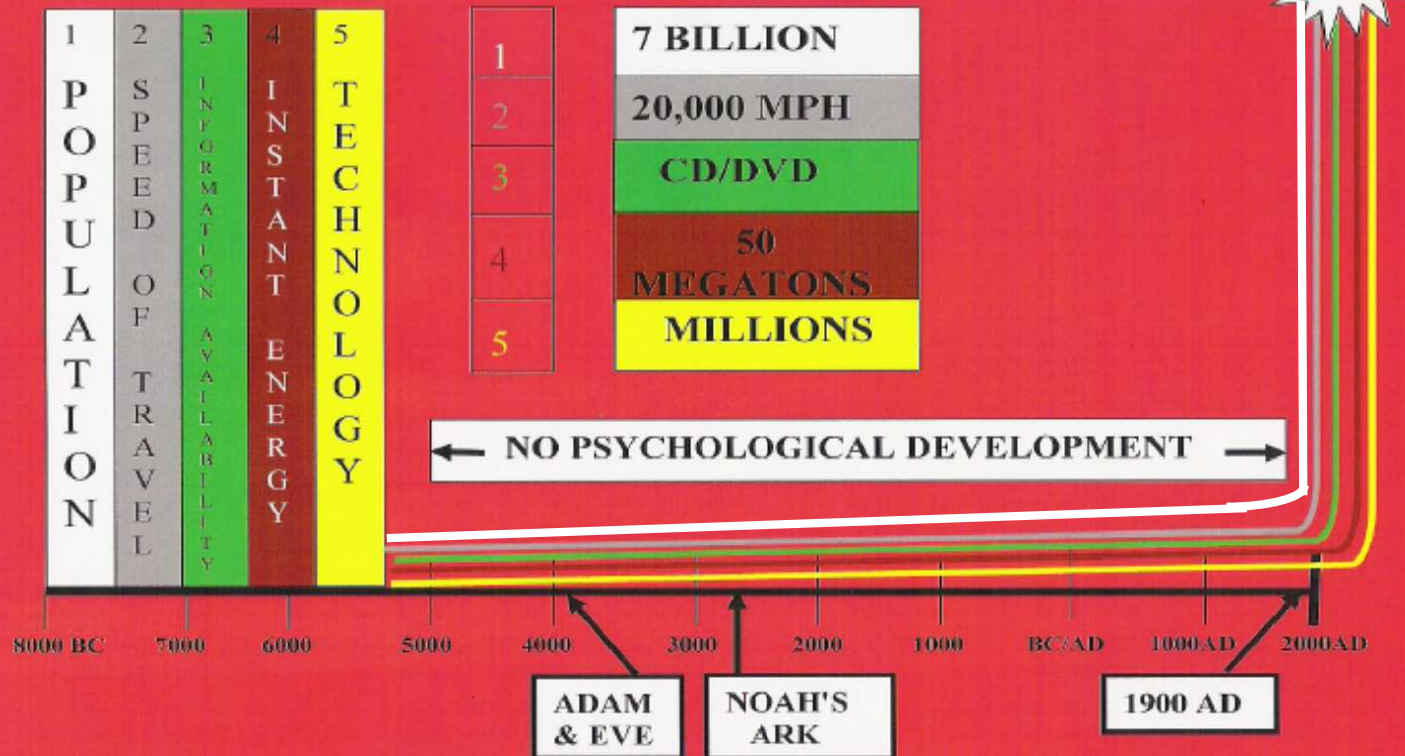 1 2 3 4 5
POPULATION
SPEED OF TRAVEL
INFORMATION AVAILABILITY
INSTANT ENERGY
TECHNOLOGY
1 7 BILLION
2 20,000 MPH
3 CD/DVD
4 50
MEGATONS
5 MILLIONS
NO PSYCHOLOGICAL DEVELOPMENT
8000 BC 7000 6000 5000 4000 3000 2000 1000 BC/AD 1000AD 2000AD
ADAM
& EVE
NOAH'S
ARK
1900 AD